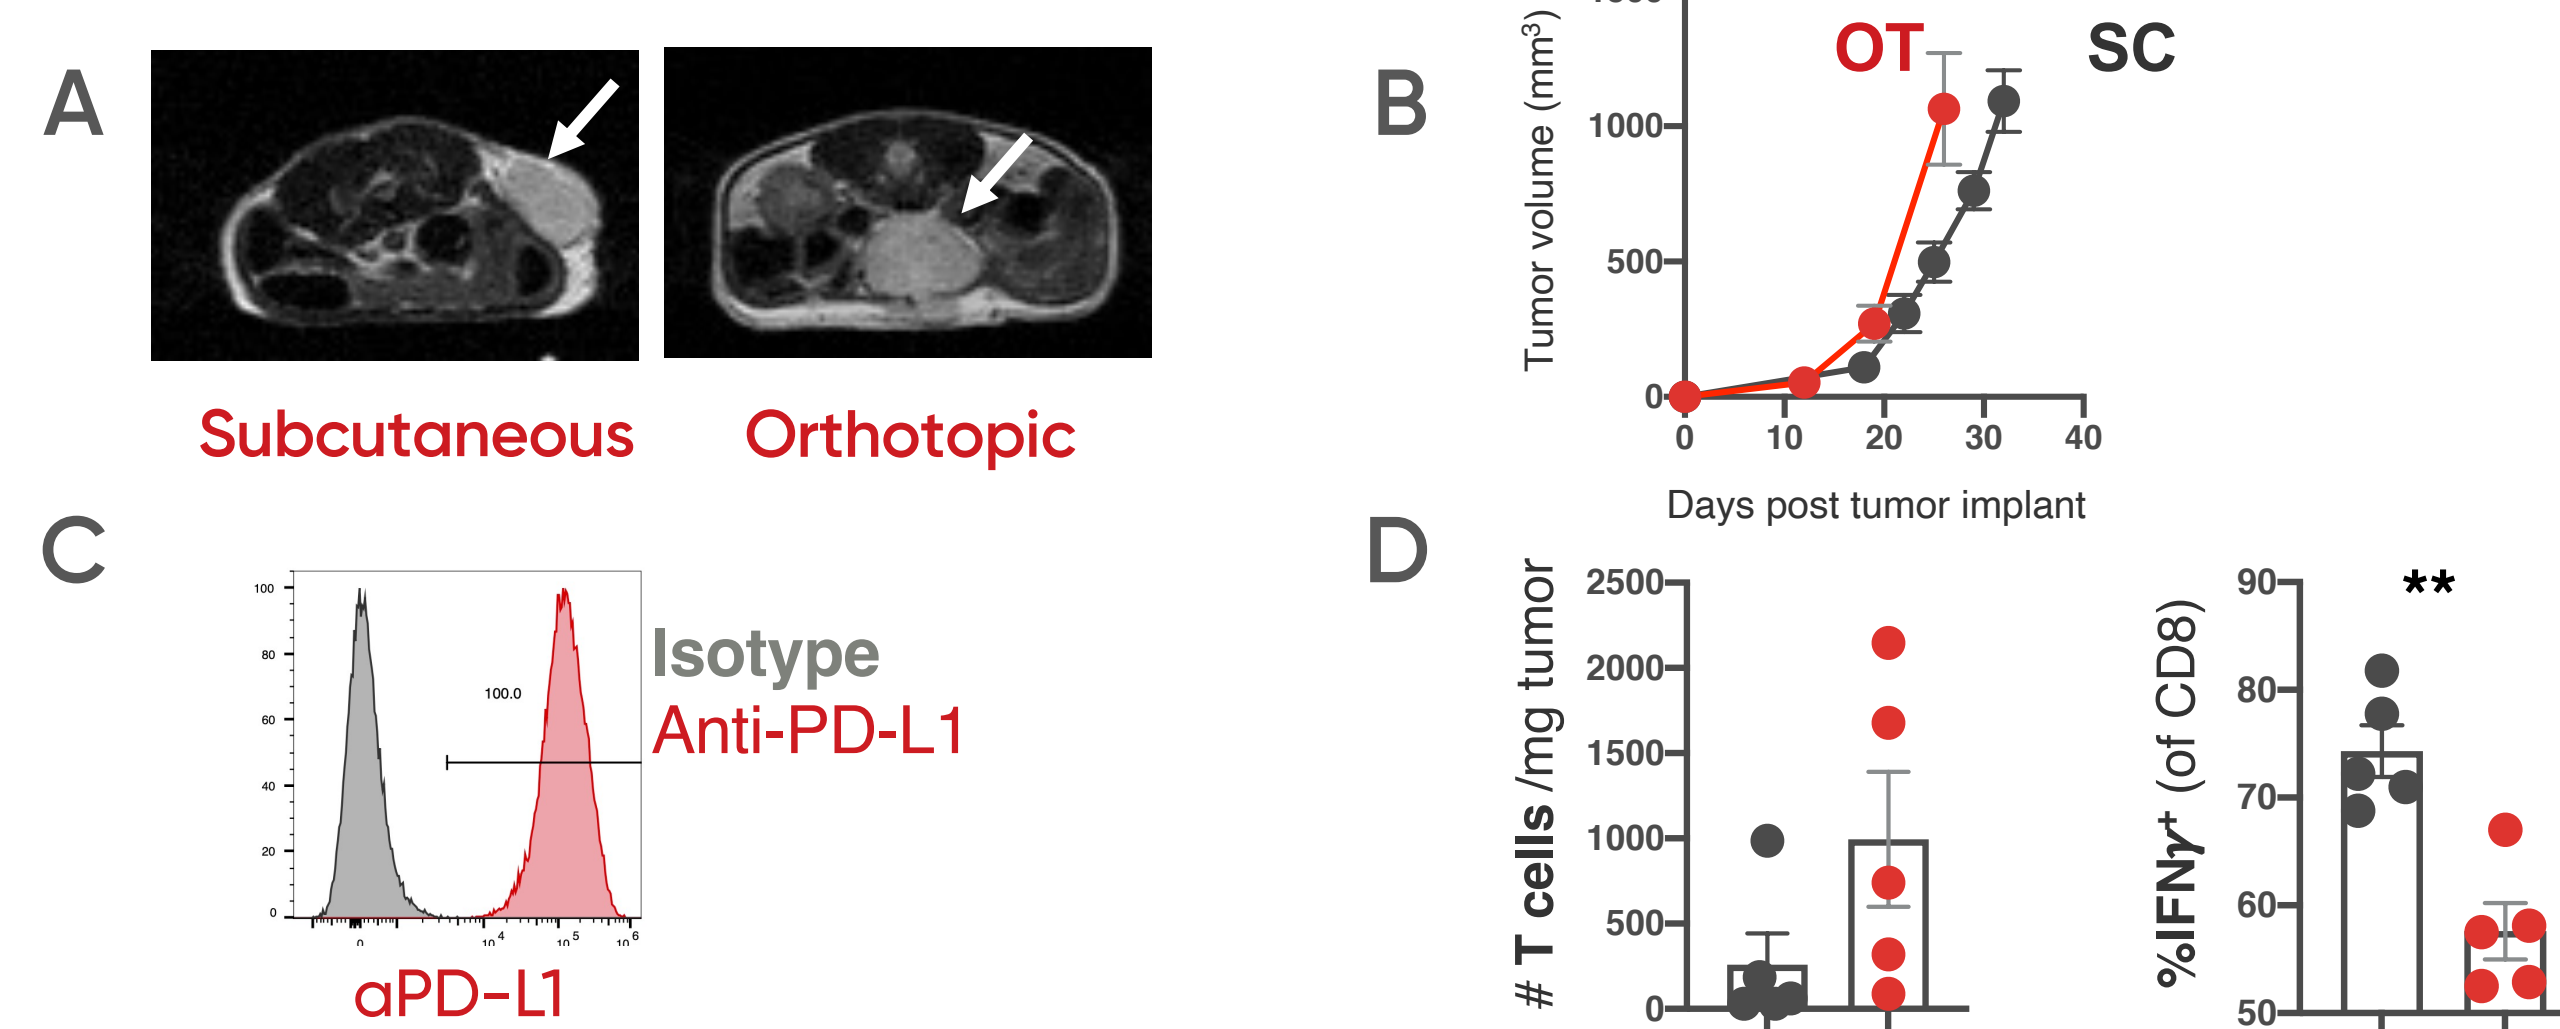 A
Subcutaneous
Orthotopic
B
Tumor volume (mm³)
OT
SC
1000
500
0
0 10 20 30 40
Days post tumor implant
C
100
80
60
40
20
0
100.0
0 10⁴ 10⁵ 10⁶
Isotype
Anti-PD-L1
aPD-L1
D
# T cells /mg tumor
2500
2000
1500
1000
500
0
%IFNγ⁺ (of CD8)
90
80
70
60
50
**